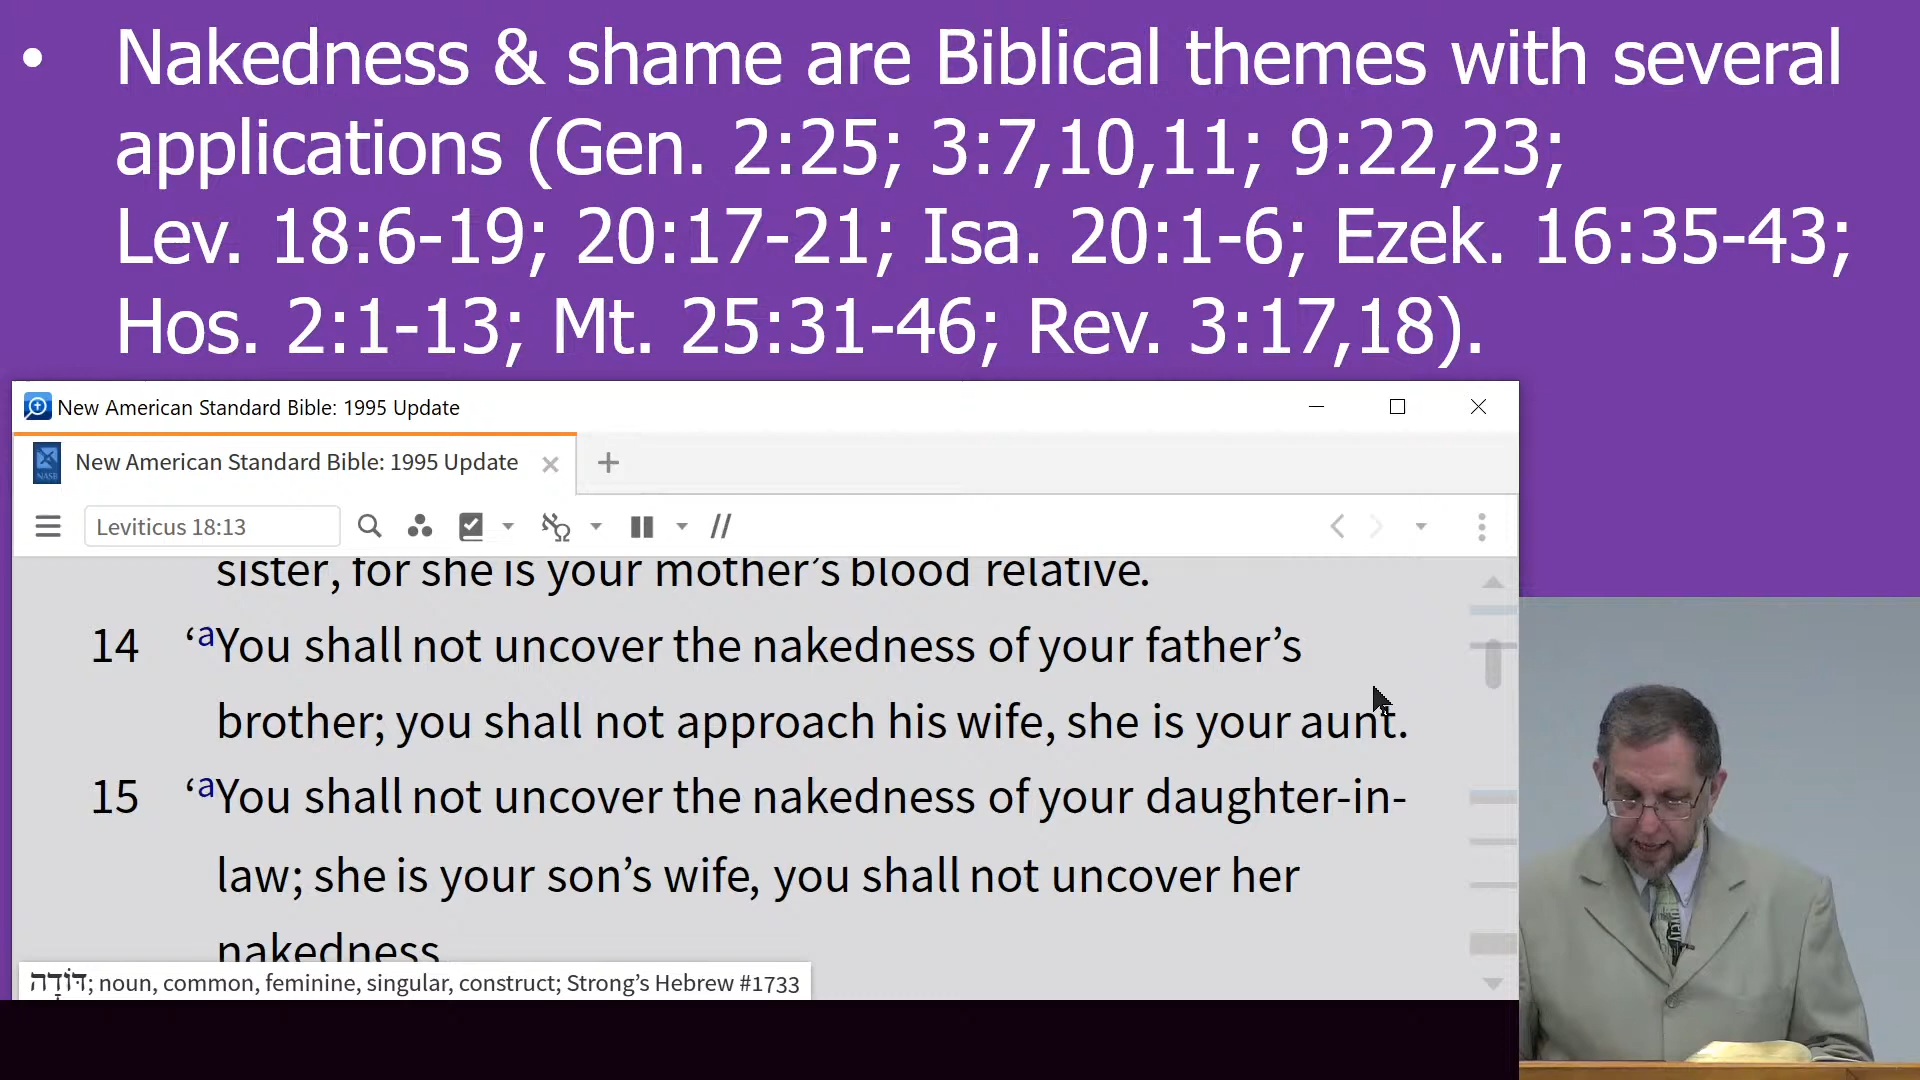 • Nakedness & shame are Biblical themes with several
applications (Gen. 2:25; 3:7,10,11; 9:22,23;
Lev. 18:6-19; 20:17-21; Isa. 20:1-6; Ezek. 16:35-43;
Hos. 2:1-13; Mt. 25:31-46; Rev. 3:17,18).
New American Standard Bible: 1995 Update
New American Standard Bible: 1995 Update
Leviticus 18:13
sister, for she is your mother’s blood relative.
14 ‘aYou shall not uncover the nakedness of your father’s
brother; you shall not approach his wife, she is your aunt.
15 ‘aYou shall not uncover the nakedness of your daughter-in-
law; she is your son’s wife, you shall not uncover her
nakedness
דּוֹדָה; noun, common, feminine, singular, construct; Strong’s Hebrew #1733